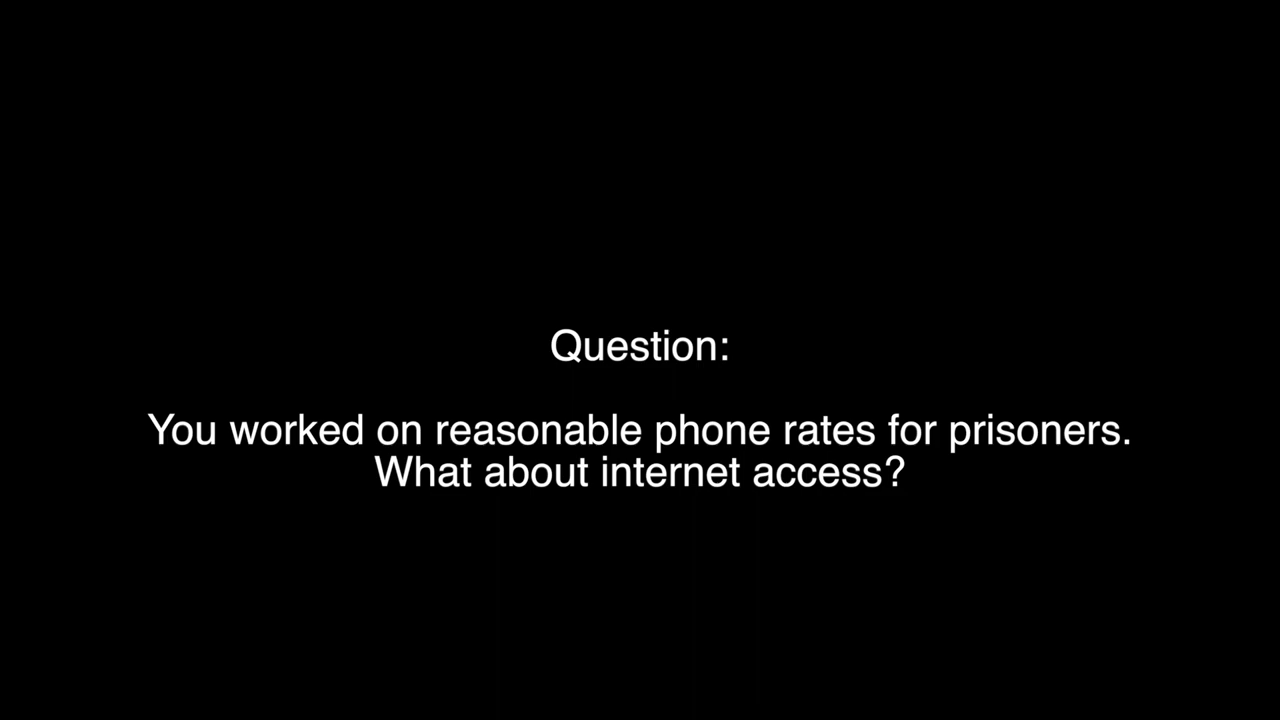 Question:
You worked on reasonable phone rates for prisoners.
What about internet access?